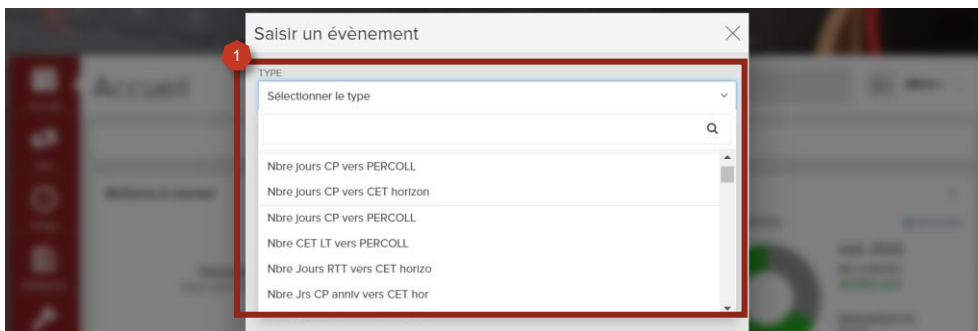 Saisir un évènement
1
TYPE
Sélectionner le type
Nbre jours CP vers PERCOLL
Nbre jours CP vers CET horizon
Nbre jours CP vers PERCOLL
Nbre CET LT vers PERCOLL
Nbre Jours RTT vers CET horizo
Nbre Jrs CP anniv vers CET hor
Accueil